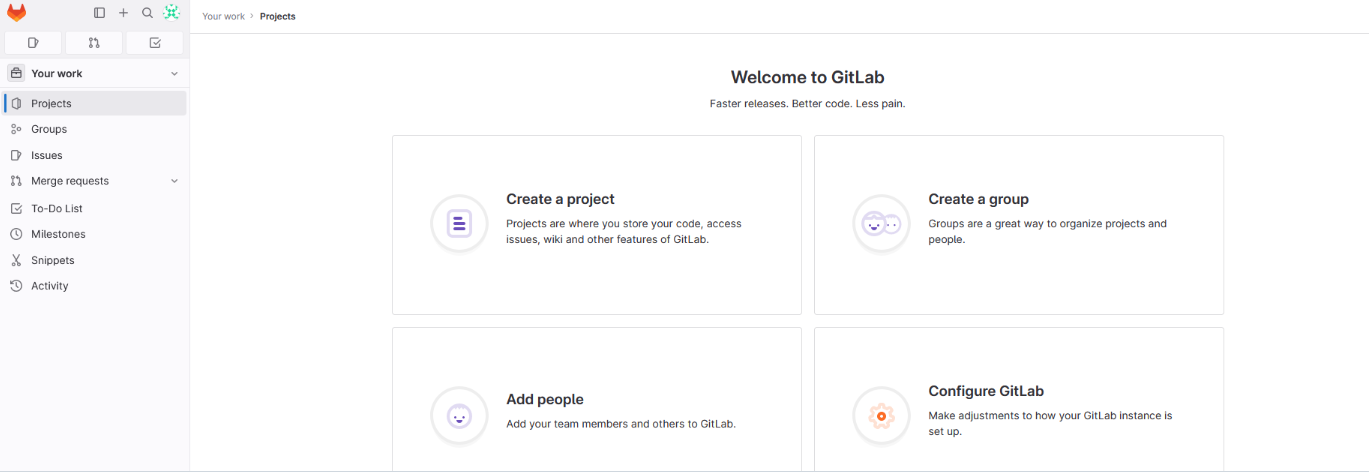 Your work › Projects
Your work
Projects
Groups
Issues
Merge requests
To-Do List
Milestones
Snippets
Activity
Welcome to GitLab
Faster releases. Better code. Less pain.
Create a project
Projects are where you store your code, access
issues, wiki and other features of GitLab.
Create a group
Groups are a great way to organize projects and
people.
Add people
Add your team members and others to GitLab.
Configure GitLab
Make adjustments to how your GitLab instance is
set up.